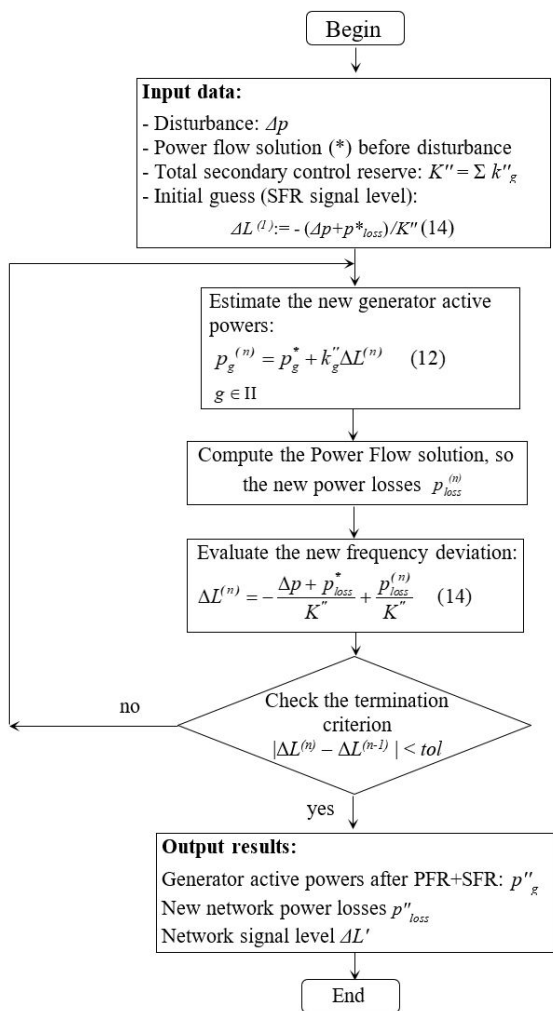 Begin
Input data:
- Disturbance: Δp
- Power flow solution (*) before disturbance
- Total secondary control reserve: K'' = Σ k''g
- Initial guess (SFR signal level):
ΔL(1):= - (Δp+p*loss)/K'' (14)
Estimate the new generator active
powers:
pg(n) = pg* + kg''ΔL(n) (12)
g ∈ II
Compute the Power Flow solution, so
the new power losses ploss(n)
Evaluate the new frequency deviation:
ΔL(n) = − (Δp + p*loss)/K'' + p(n)loss/K'' (14)
no
Check the termination
criterion
|ΔL(n) − ΔL(n-1) | < tol
yes
Output results:
Generator active powers after PFR+SFR: p''g
New network power losses p''loss
Network signal level ΔL'
End